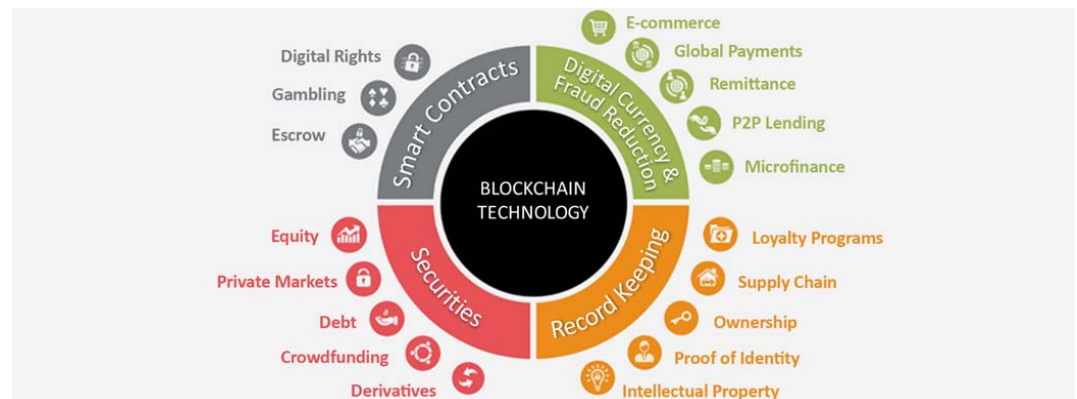 Digital Rights
Gambling
Escrow
Smart Contracts
Digital Currency &
Fraud Reduction
E-commerce
Global Payments
Remittance
P2P Lending
Microfinance
BLOCKCHAIN
TECHNOLOGY
Equity
Private Markets
Debt
Crowdfunding
Derivatives
Securities
Record Keeping
Loyalty Programs
Supply Chain
Ownership
Proof of Identity
Intellectual Property